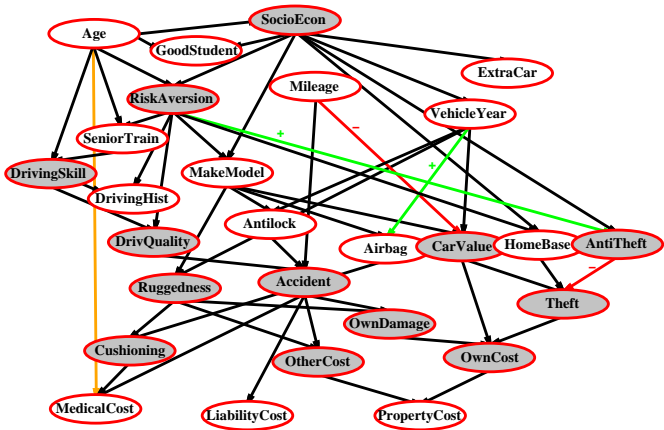 SocioEcon
Age
GoodStudent
ExtraCar
Mileage
RiskAversion
VehicleYear
+
−
SeniorTrain
+
DrivingSkill
MakeModel
DrivingHist
Antilock
DrivQuality
Airbag
CarValue
HomeBase
AntiTheft
−
Ruggedness
Accident
Theft
OwnDamage
Cushioning
OtherCost
OwnCost
MedicalCost
LiabilityCost
PropertyCost